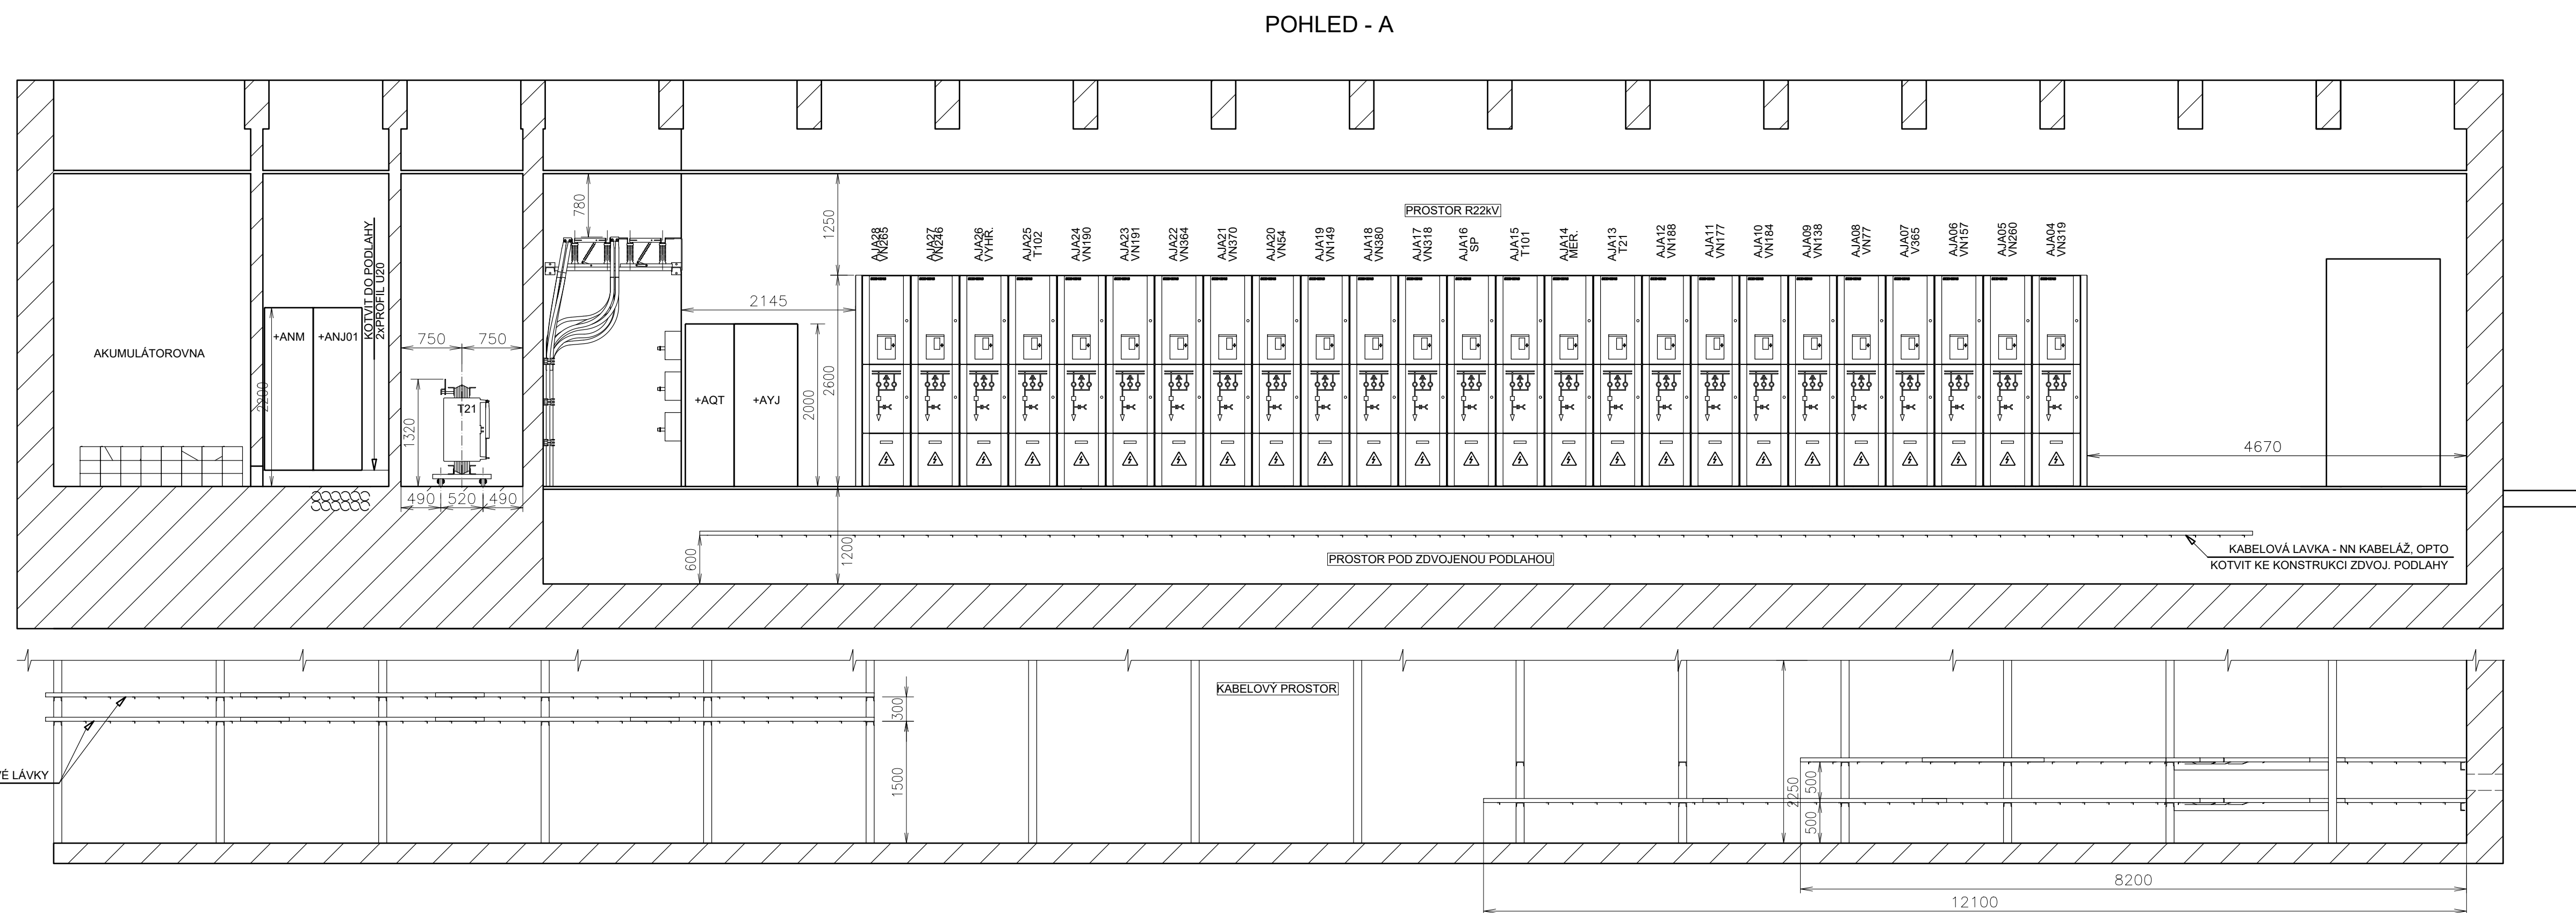 POHLED - A
PROSTOR R22kV
AJA28
VN265
AJA27
VN246
AJA26
VYHŘ.
AJA25
T102
AJA24
VN190
AJA23
VN191
AJA22
VN364
AJA21
VN370
AJA20
VN54
AJA19
VN149
AJA18
VN380
AJA17
VN318
AJA16
SP
AJA15
T101
AJA14
MĚR.
AJA13
T21
AJA12
VN188
AJA11
VN177
AJA10
VN184
AJA09
VN138
AJA08
VN77
AJA07
V365
AJA06
VN157
AJA05
VN260
AJA04
VN319
780
1250
2145
2600
2000
4670
AKUMULÁTOROVNA
+ANM
+ANJ01
2200
KOTVIT DO PODLAHY
2xPROFIL U20
750
750
T21
1320
490
520
490
+AQT
+AYJ
600
1200
PROSTOR POD ZDVOJENOU PODLAHOU
KABELOVÁ LAVKA - NN KABELÁŽ, OPTO
KOTVIT KE KONSTRUKCI ZDVOJ. PODLAHY
KABELOVÝ PROSTOR
300
1500
É LÁVKY
2250
500
500
8200
12100